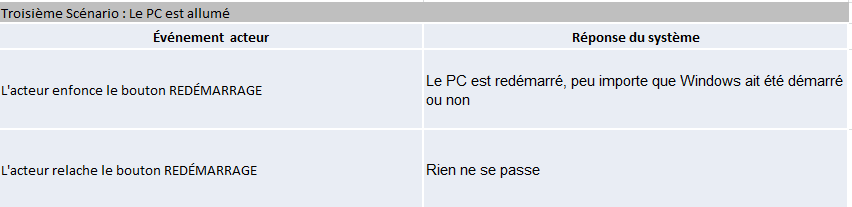 Troisième Scénario : Le PC est allumé
Événement acteur
Réponse du système
L'acteur enfonce le bouton REDÉMARRAGE
Le PC est redémarré, peu importe que Windows ait été démarré
ou non
L'acteur relache le bouton REDÉMARRAGE
Rien ne se passe